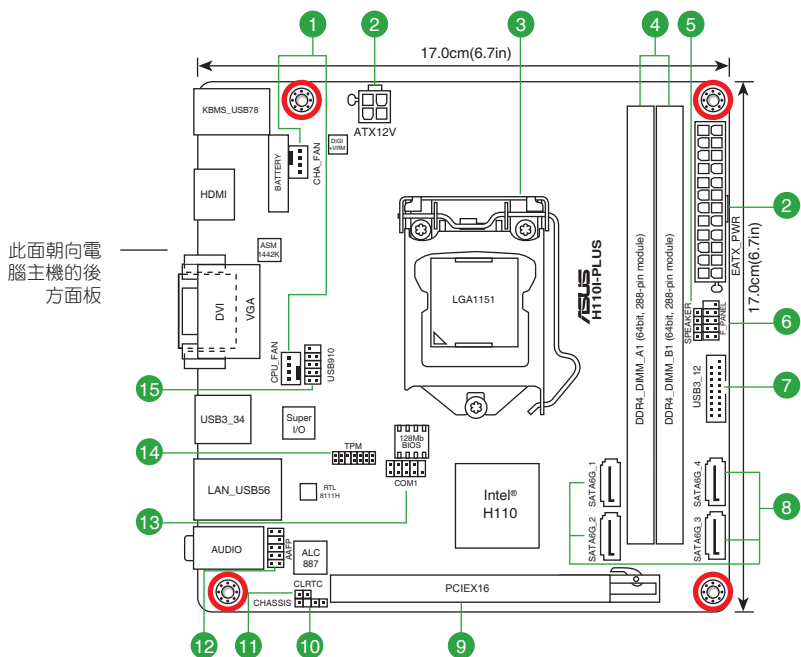 1
2
3
4
5
17.0cm(6.7in)
KBMS_USB78
ATX12V
DIGI
+VRM
CHA_FAN
BATTERY
HDMI
2
EATX_PWR
17.0cm(6.7in)
此面朝向電
腦主機的後
方面板
ASM
1442K
DVI
VGA
LGA1151
ASUS
H110I-PLUS
DDR4_DIMM_A1 (64bit, 288-pin module)
DDR4_DIMM_B1 (64bit, 288-pin module)
SPEAKER
F_PANEL
6
CPU_FAN
USB910
15
USB3_12
7
USB3_34
Super
I/O
128Mb
BIOS
14
TPM
COM1
LAN_USB56
RTL
8111H
Intel®
H110
SATA6G_1
SATA6G_4
8
13
SATA6G_2
SATA6G_3
AUDIO
AAFP
ALC
887
CLRTC
CHASSIS
PCIEX16
12
11
10
9